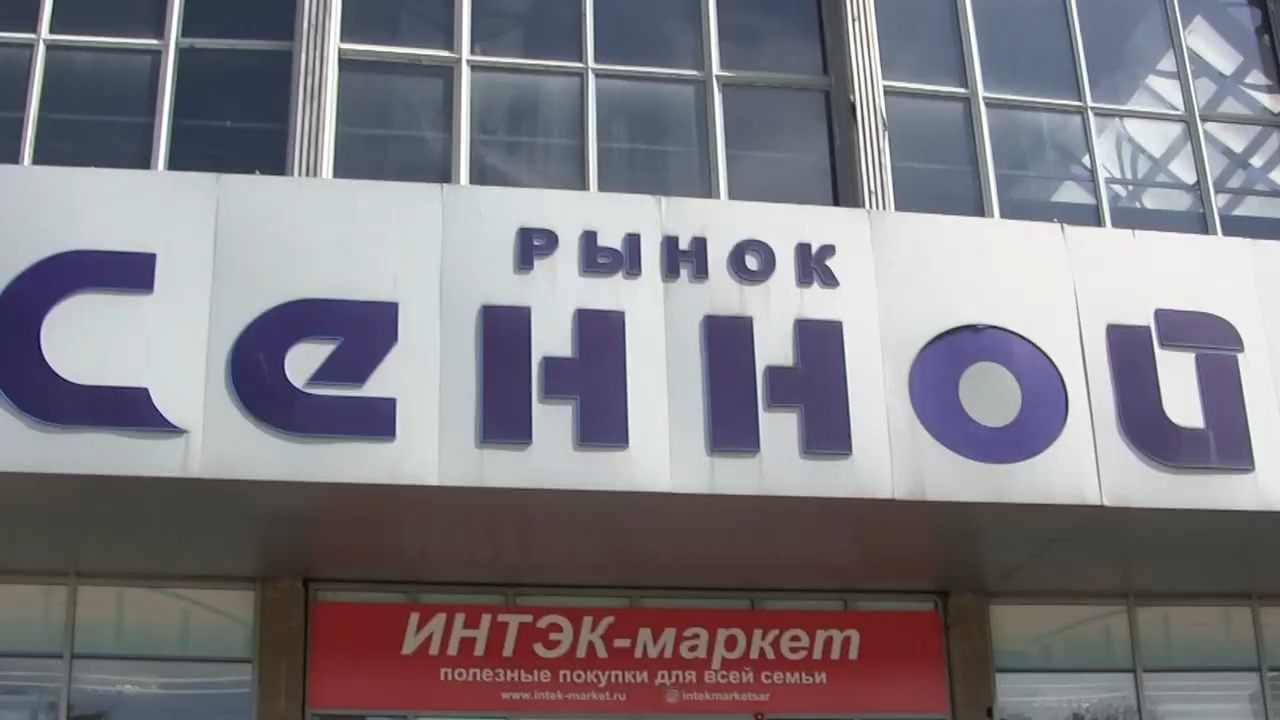 РЫНОК
Сенной
ИНТЭК-маркет
полезные покупки для всей семьи
www.intek-market.ru intekmarketsar